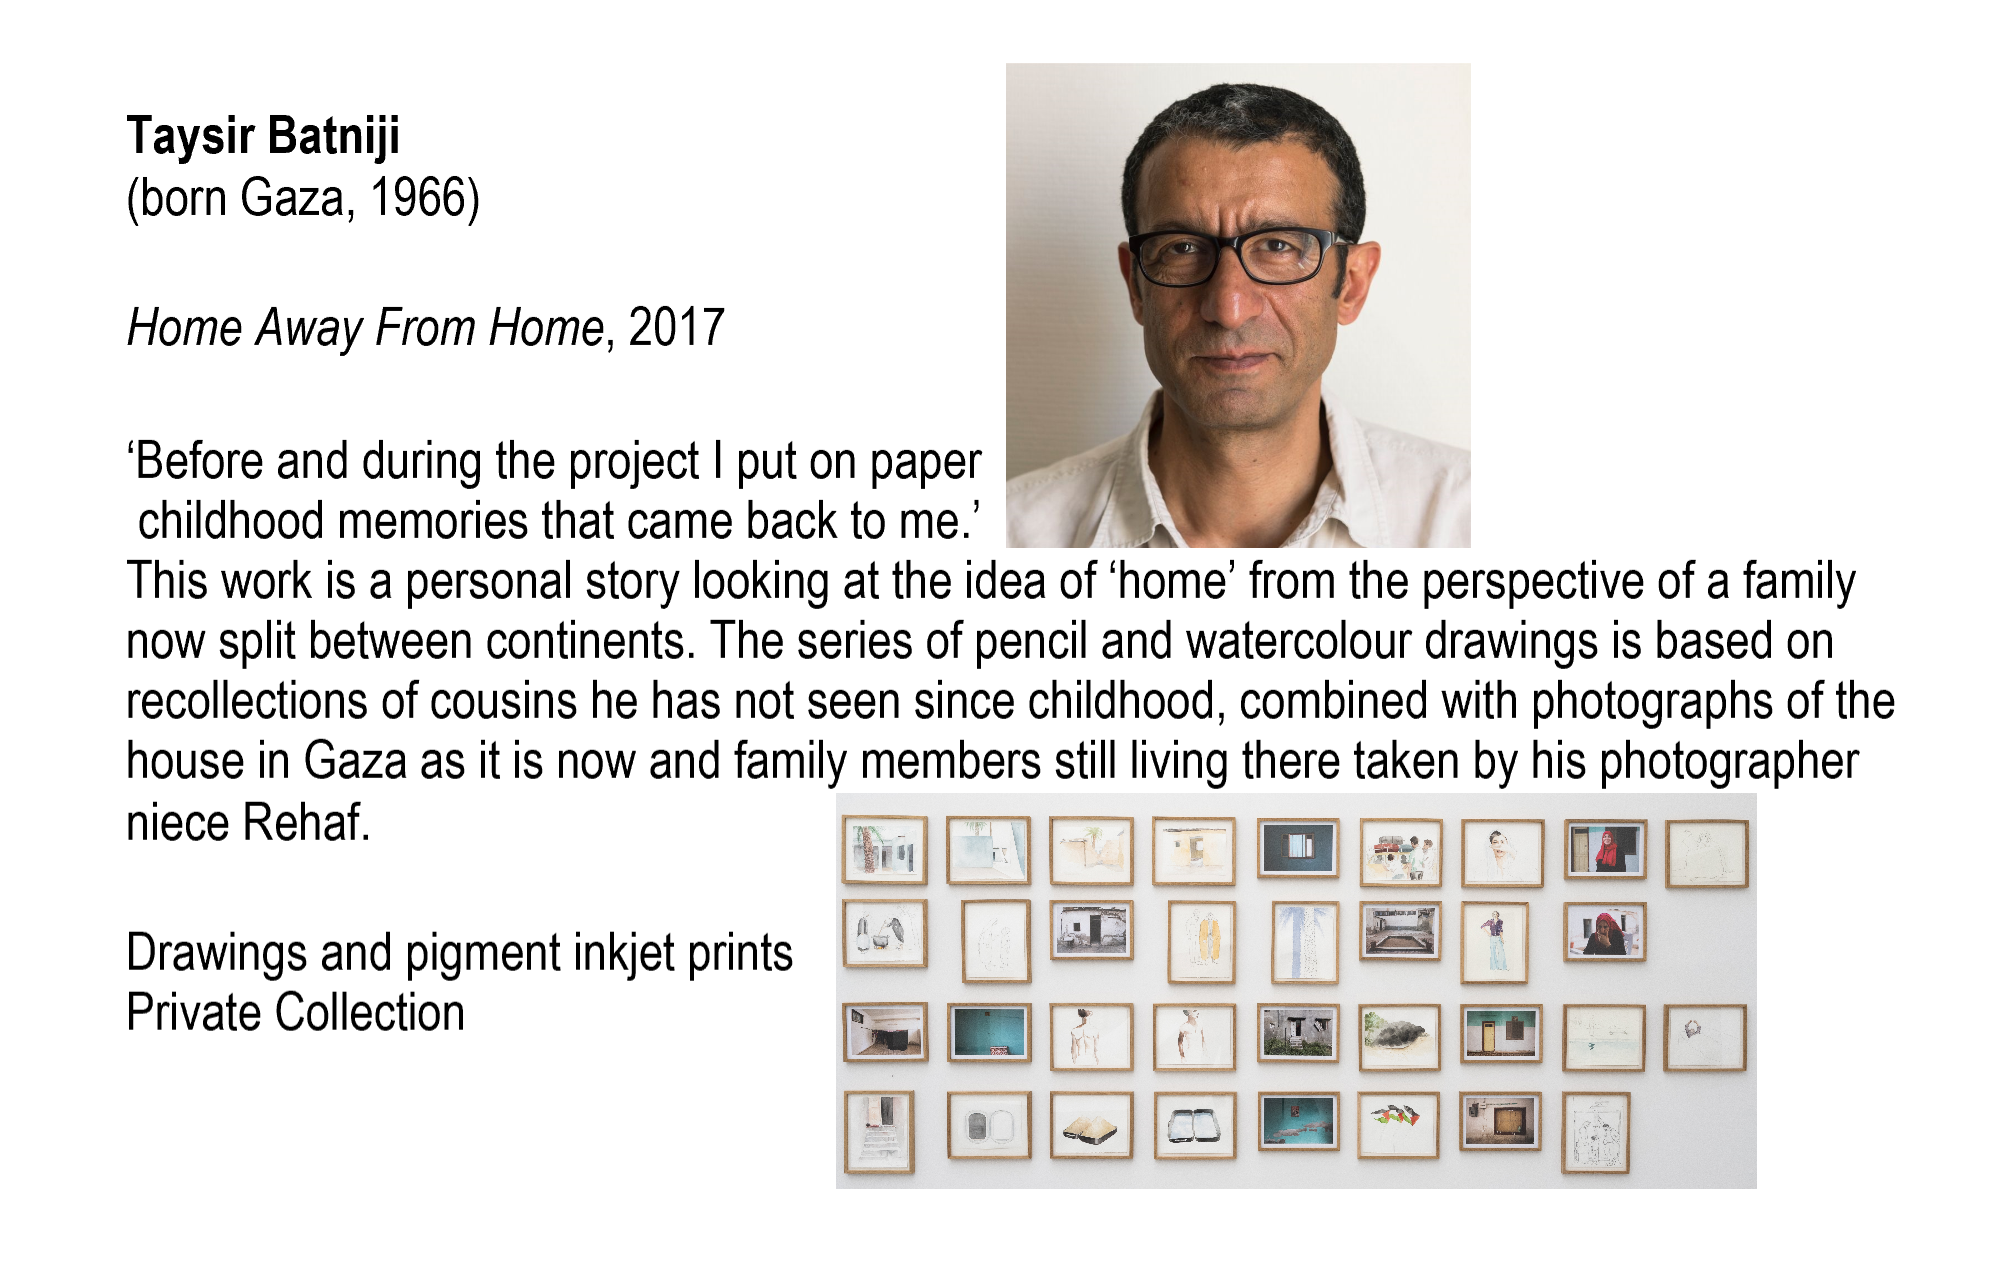 Taysir Batniji
(born Gaza, 1966)
Home Away From Home, 2017
‘Before and during the project I put on paper
childhood memories that came back to me.’
This work is a personal story looking at the idea of ‘home’ from the perspective of a family
now split between continents. The series of pencil and watercolour drawings is based on
recollections of cousins he has not seen since childhood, combined with photographs of the
house in Gaza as it is now and family members still living there taken by his photographer
niece Rehaf.
Drawings and pigment inkjet prints
Private Collection